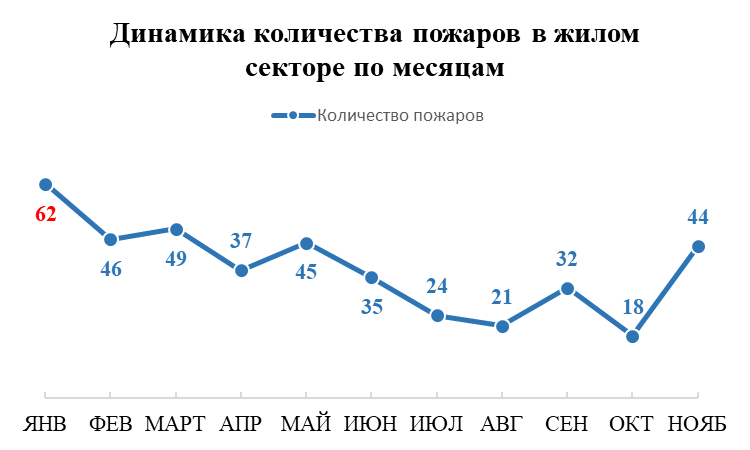 Динамика количества пожаров в жилом
секторе по месяцам
Количество пожаров
62
46
49
37
45
35
24
21
32
18
44
ЯНВ ФЕВ МАРТ АПР МАЙ ИЮН ИЮЛ АВГ СЕН ОКТ НОЯБ